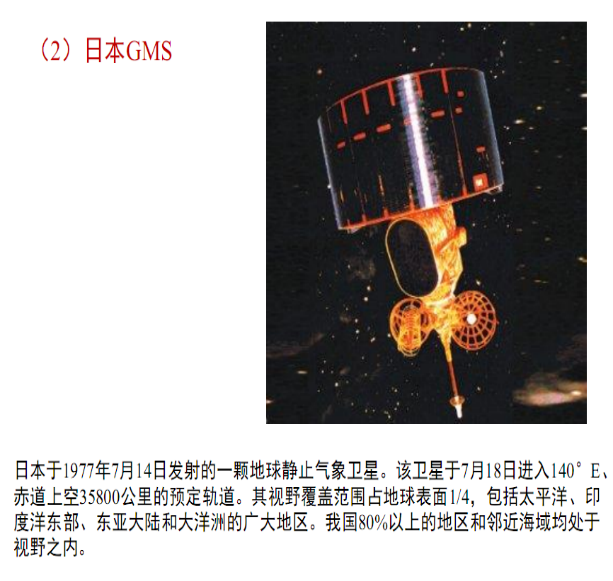 （2）日本GMS
日本于1977年7月14日发射的一颗地球静止气象卫星。该卫星于7月18日进入140°E、
赤道上空35800公里的预定轨道。其视野覆盖范围占地球表面1/4，包括太平洋、印
度洋东部、东亚大陆和大洋洲的广大地区。我国80%以上的地区和邻近海域均处于
视野之内。